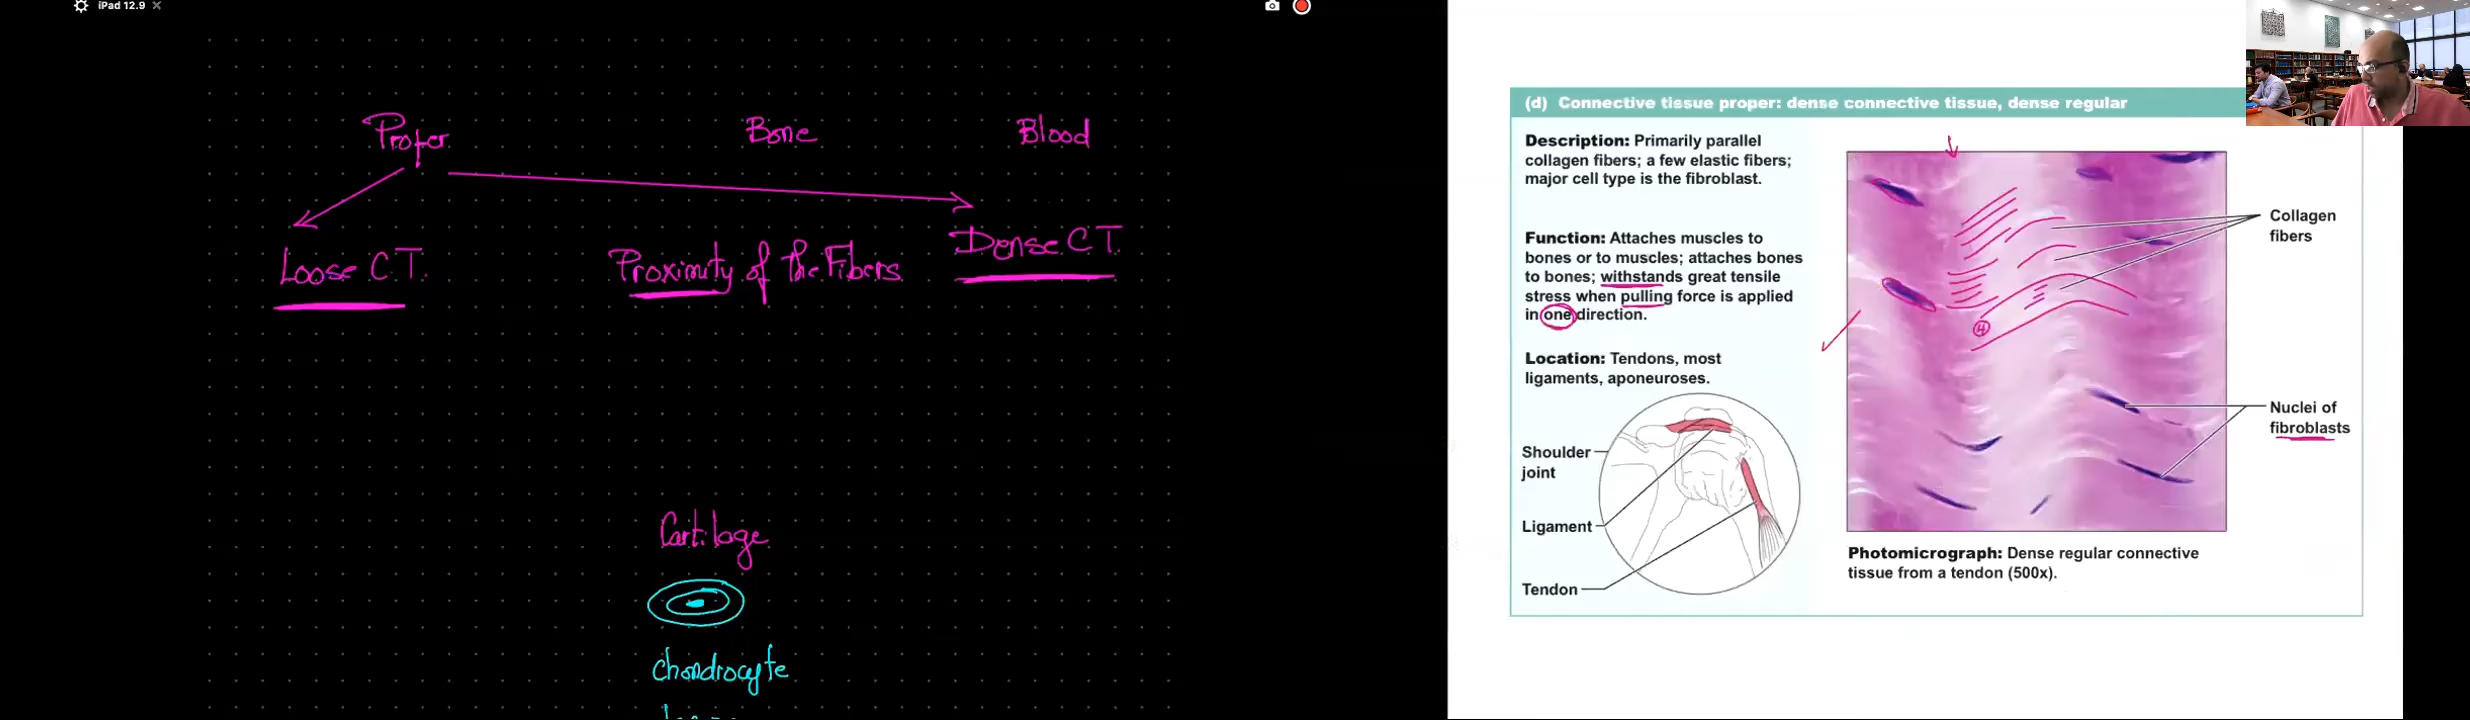 iPad 12.9
Proper
Bone
Blood
Loose C T.
Proximity of the Fibers
Dense C T.
Cartilage
Chondrocyte
(d) Connective tissue proper: dense connective tissue, dense regular
Description: Primarily parallel
collagen fibers; a few elastic fibers;
major cell type is the fibroblast.
Function: Attaches muscles to
bones or to muscles; attaches bones
to bones; withstands great tensile
stress when pulling force is applied
in one direction.
Location: Tendons, most
ligaments, aponeuroses.
Shoulder
joint
Ligament
Tendon
4
Collagen
fibers
Nuclei of
fibroblasts
Photomicrograph: Dense regular connective
tissue from a tendon (500x).